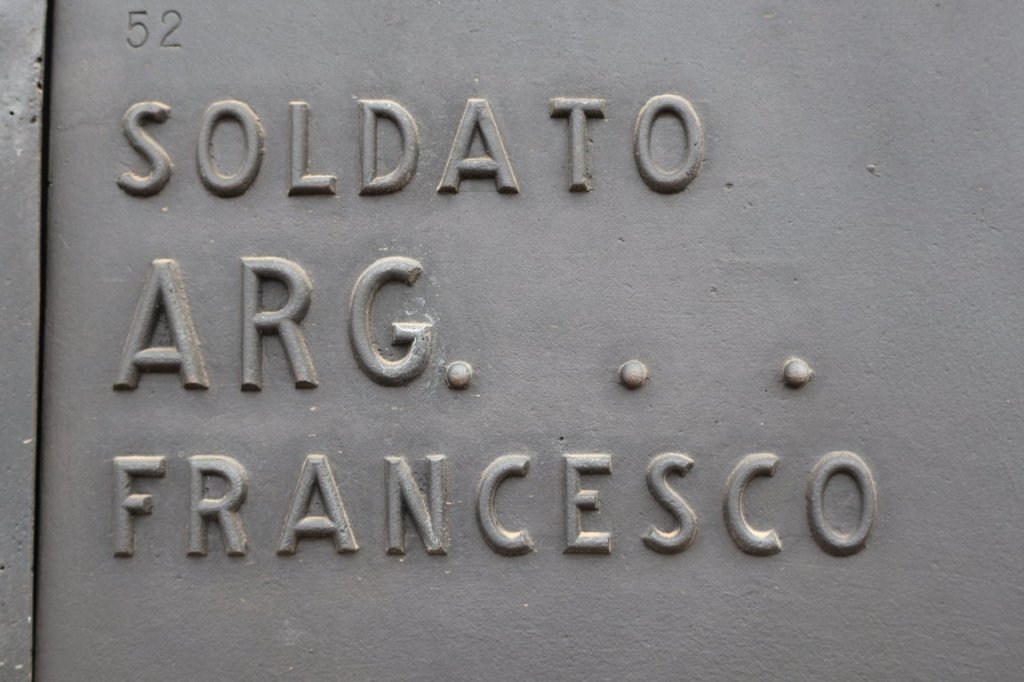 52
SOLDATO
ARG. . .
FRANCESCO